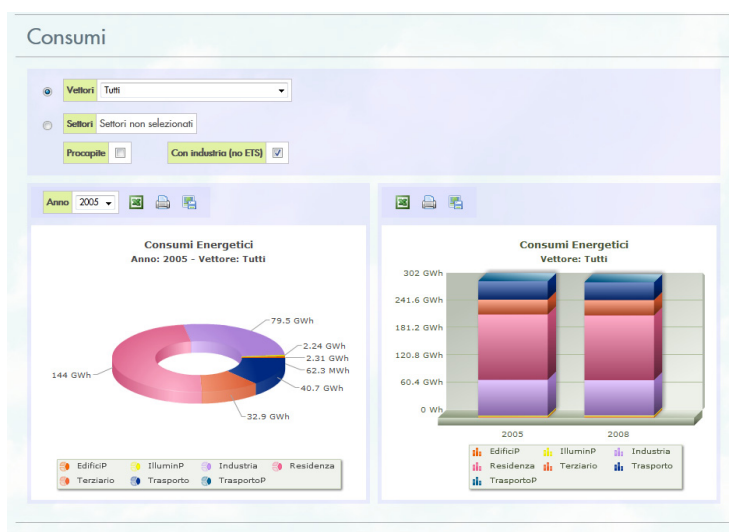 Consumi
Vettori Tutti
Settori Settori non selezionati
Procapite Con industria (no ETS)
Anno 2005
Consumi Energetici
Anno: 2005 - Vettore: Tutti
79.5 GWh
2.24 GWh
2.31 GWh
62.3 MWh
40.7 GWh
32.9 GWh
144 GWh
EdificiP IlluminP Industria Residenza
Terziario Trasporto TrasportoP
Consumi Energetici
Vettore: Tutti
302 GWh
241.6 GWh
181.2 GWh
120.8 GWh
60.4 GWh
0 Wh
2005 2008
EdificiP IlluminP Industria
Residenza Terziario Trasporto
TrasportoP